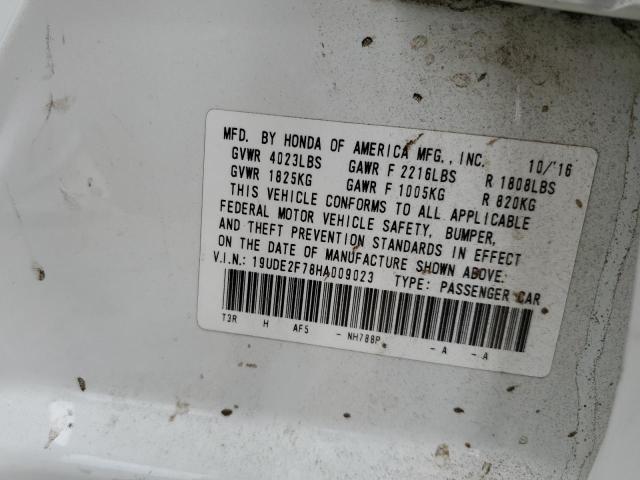 MFD. BY HONDA OF AMERICA MFG., INC. 10/'16
GVWR 4023LBS GAWR F 2216LBS R 1808LBS
GVWR 1825KG GAWR F 1005KG R 820KG
THIS VEHICLE CONFORMS TO ALL APPLICABLE
FEDERAL MOTOR VEHICLE SAFETY, BUMPER,
AND THEFT PREVENTION STANDARDS IN EFFECT
ON THE DATE OF MANUFACTURE SHOWN ABOVE.
V.I.N.: 19UDE2F78HA009023 TYPE: PASSENGER CAR
T3R H AF5 - NH788P - A - A